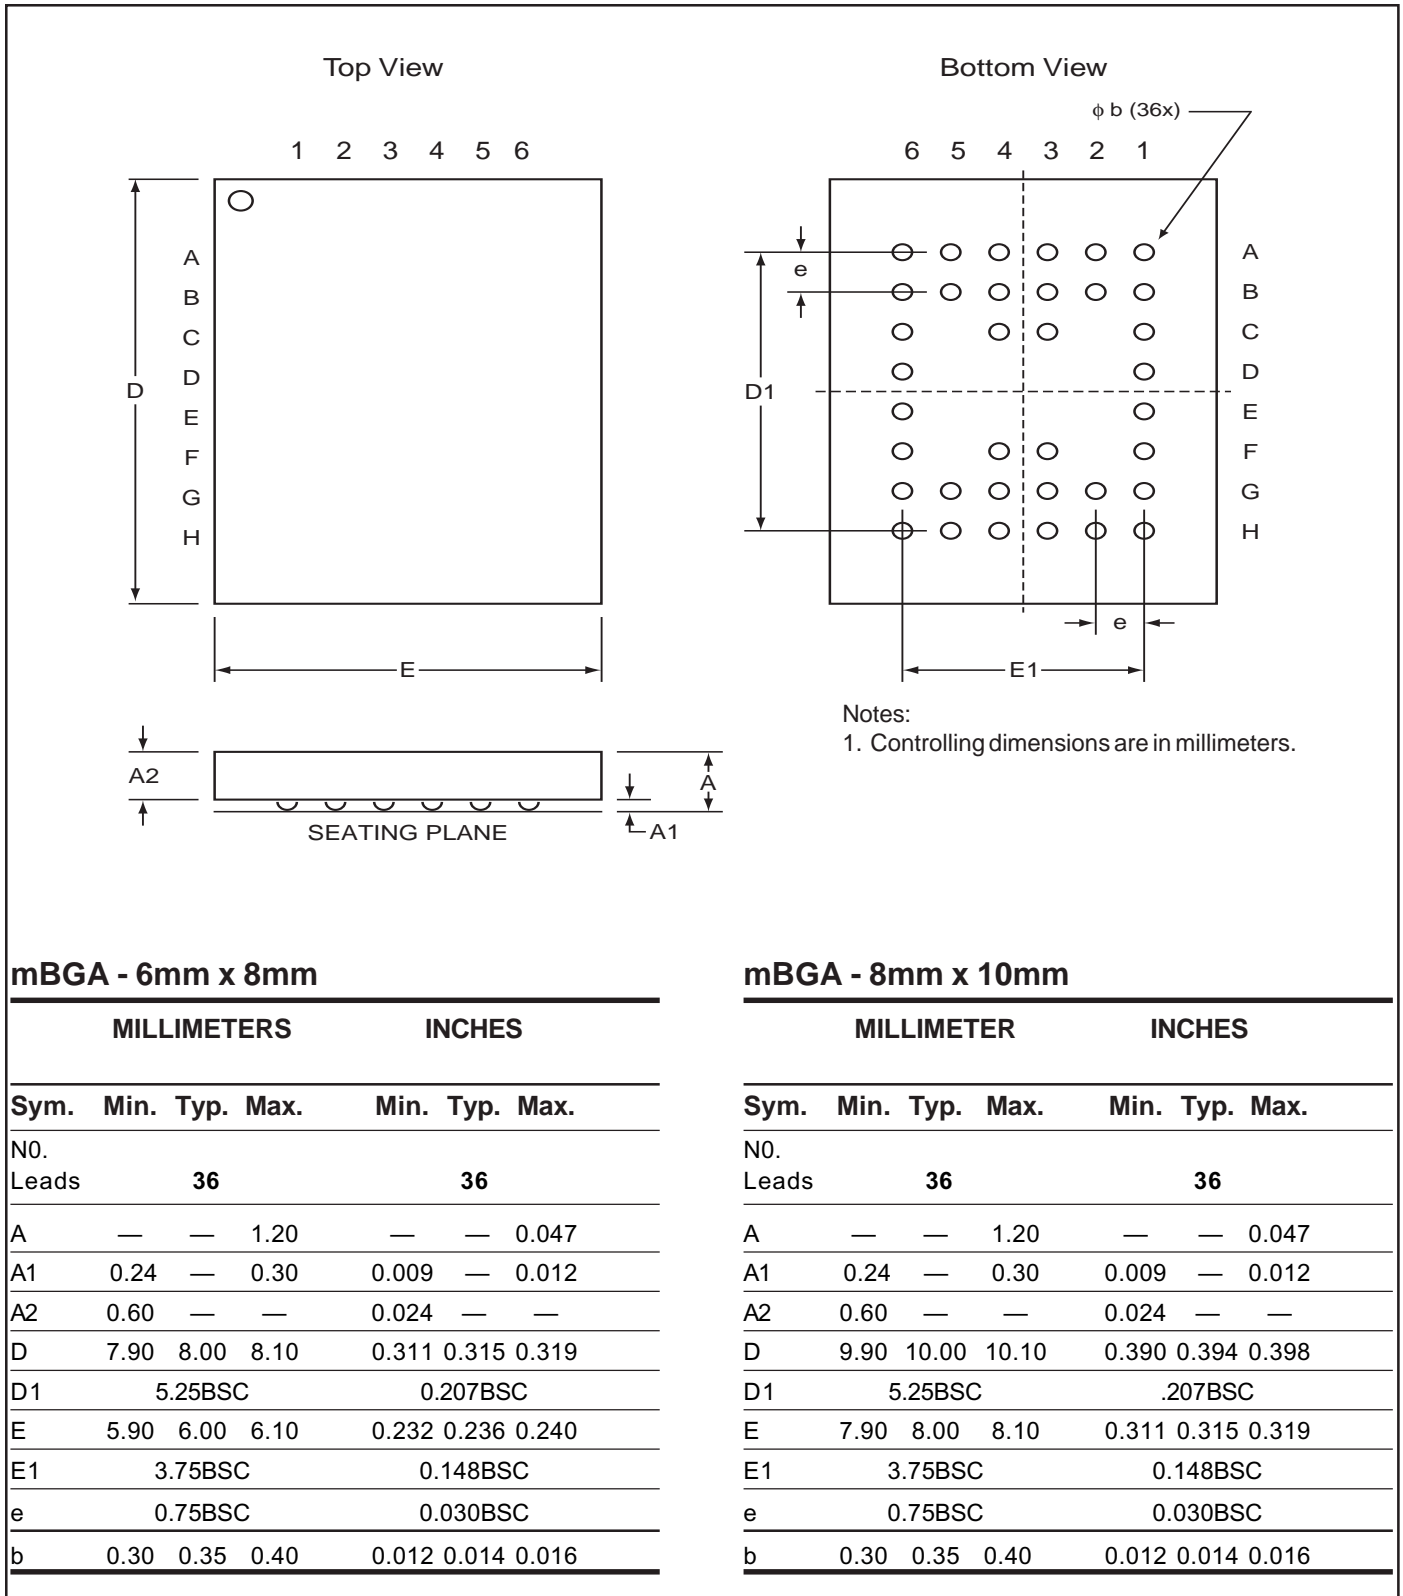 Top View
1 2 3 4 5 6
A
B
C
D
E
F
G
H
D
E
A2
A
A1
SEATING PLANE
Bottom View
ϕ b (36x)
6 5 4 3 2 1
A
B
C
D
E
F
G
H
e
D1
e
E1
Notes:
1. Controlling dimensions are in millimeters.
mBGA - 6mm x 8mm
MILLIMETERS INCHES
Sym. Min. Typ. Max. Min. Typ. Max.
N0.
Leads 36 36
A — — 1.20 — — 0.047
A1 0.24 — 0.30 0.009 — 0.012
A2 0.60 — — 0.024 — —
D 7.90 8.00 8.10 0.311 0.315 0.319
D1 5.25BSC 0.207BSC
E 5.90 6.00 6.10 0.232 0.236 0.240
E1 3.75BSC 0.148BSC
e 0.75BSC 0.030BSC
b 0.30 0.35 0.40 0.012 0.014 0.016
mBGA - 8mm x 10mm
MILLIMETER INCHES
Sym. Min. Typ. Max. Min. Typ. Max.
N0.
Leads 36 36
A — — 1.20 — — 0.047
A1 0.24 — 0.30 0.009 — 0.012
A2 0.60 — — 0.024 — —
D 9.90 10.00 10.10 0.390 0.394 0.398
D1 5.25BSC .207BSC
E 7.90 8.00 8.10 0.311 0.315 0.319
E1 3.75BSC 0.148BSC
e 0.75BSC 0.030BSC
b 0.30 0.35 0.40 0.012 0.014 0.016